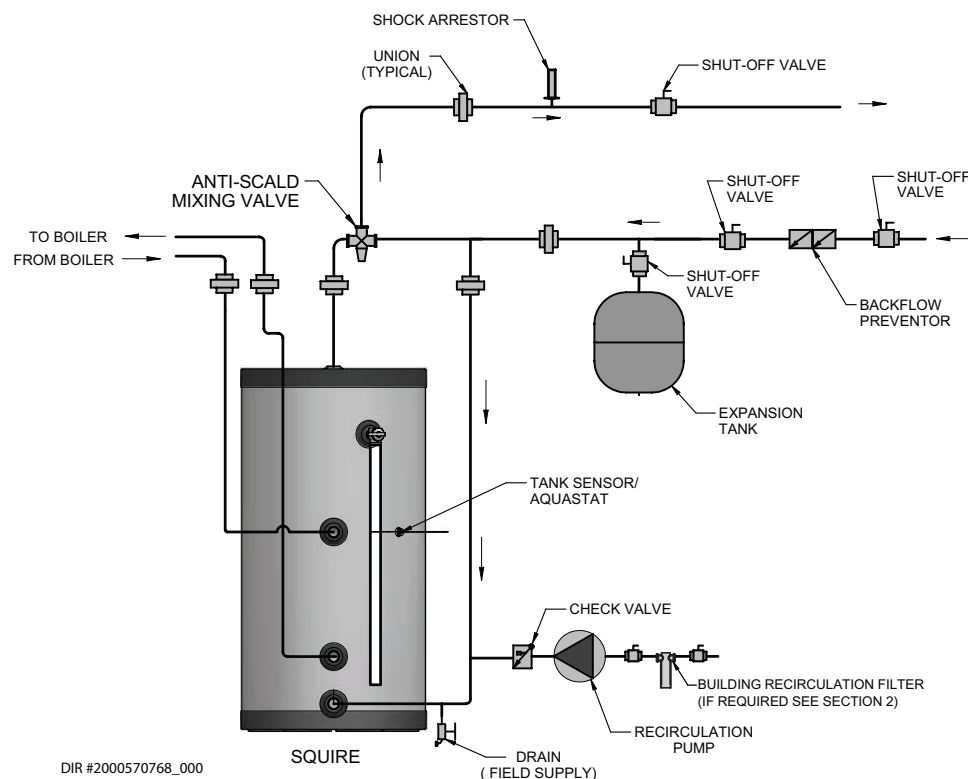 SHOCK ARRESTOR
UNION
(TYPICAL)
SHUT-OFF VALVE
ANTI-SCALD
MIXING VALVE
SHUT-OFF
VALVE
SHUT-OFF
VALVE
TO BOILER
FROM BOILER
SHUT-OFF
VALVE
BACKFLOW
PREVENTOR
EXPANSION
TANK
TANK SENSOR/
AQUASTAT
CHECK VALVE
BUILDING RECIRCULATION FILTER
(IF REQUIRED SEE SECTION 2)
RECIRCULATION
PUMP
SQUIRE
DRAIN
( FIELD SUPPLY)
DIR #2000570768_000